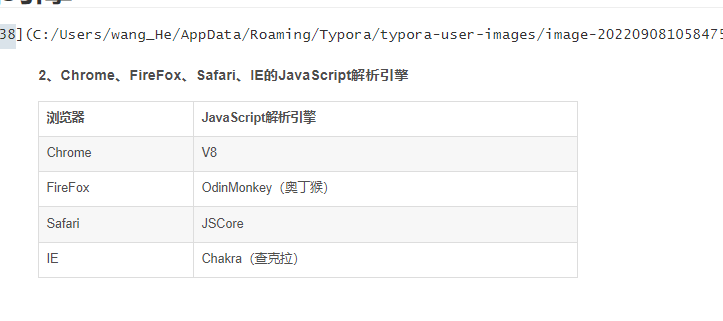 38](C:/Users/wang_He/AppData/Roaming/Typora/typora-user-images/image-202209081058475
2、Chrome、FireFox、Safari、IE的JavaScript解析引擎
浏览器 JavaScript解析引擎
Chrome V8
FireFox OdinMonkey（奥丁猴）
Safari JSCore
IE Chakra（查克拉）